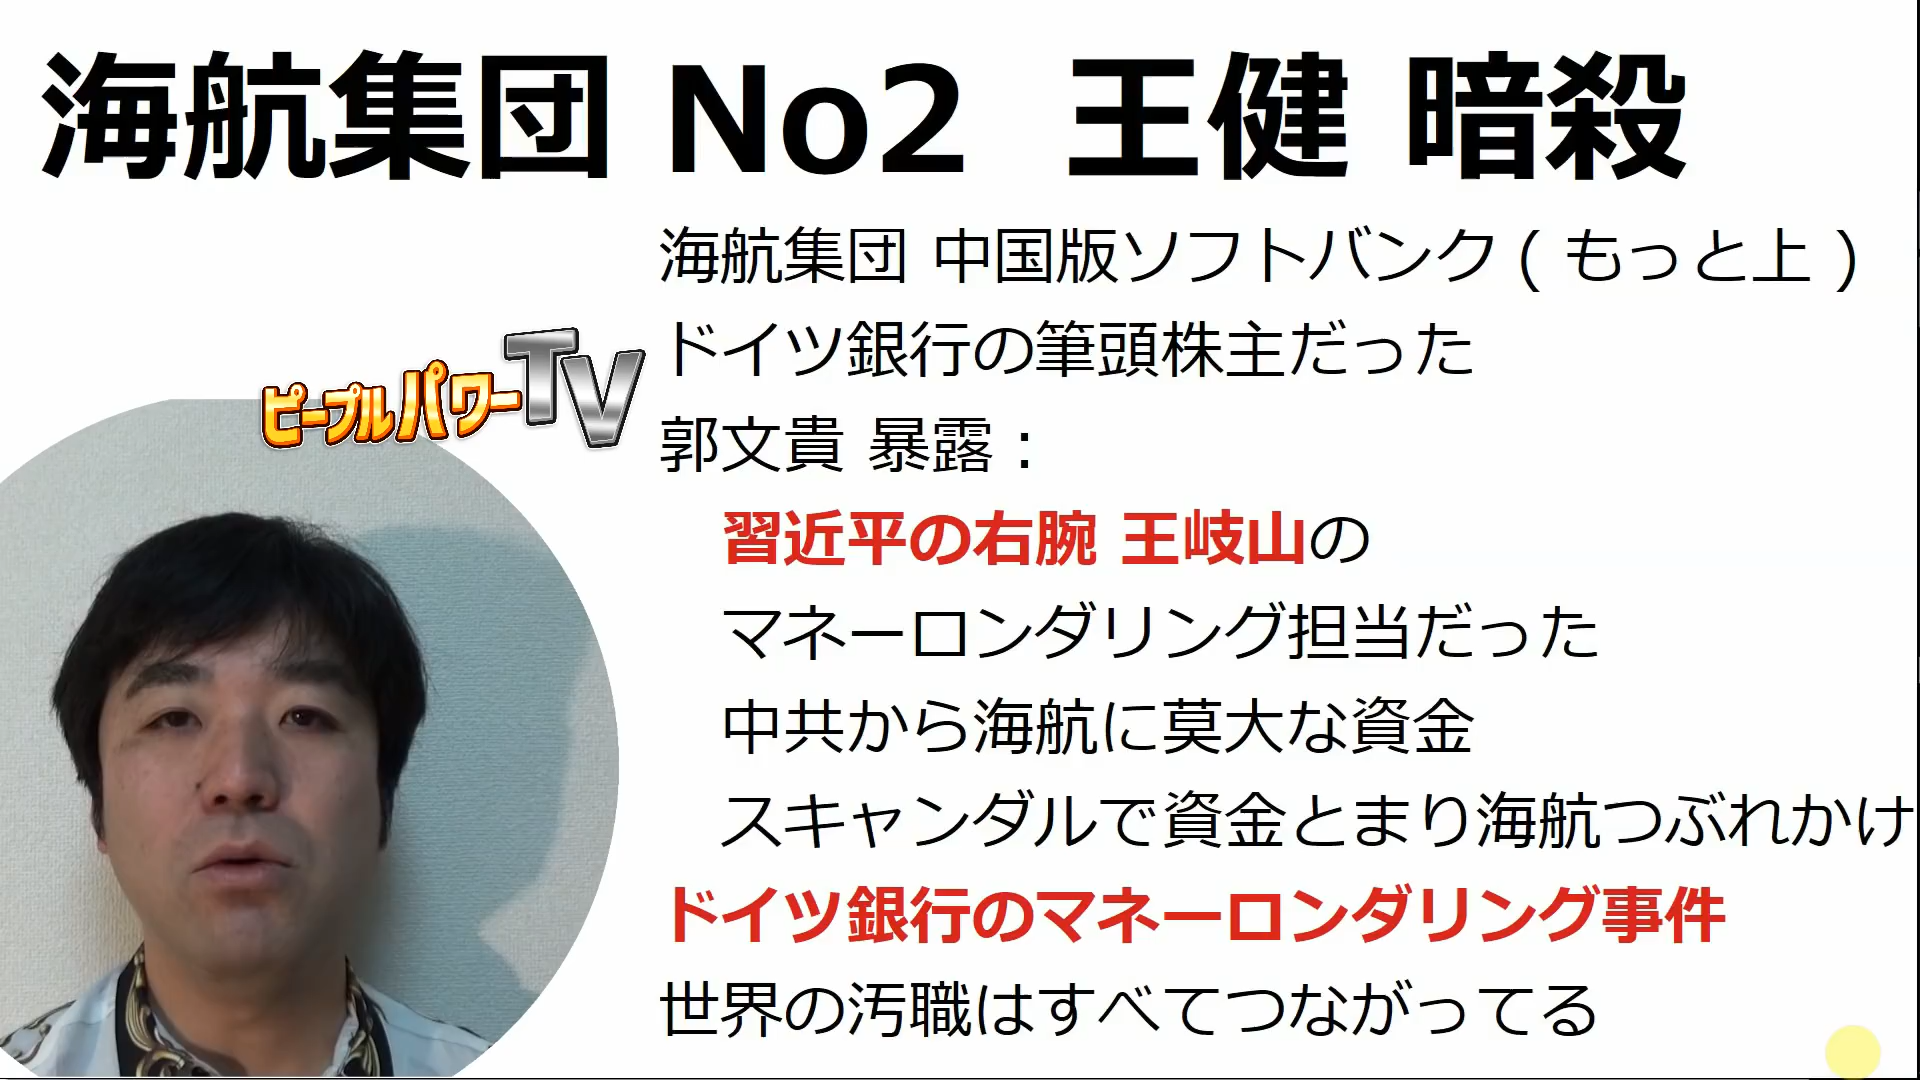 海航集団 No2 王健 暗殺
海航集団 中国版ソフトバンク ( もっと上 )
ドイツ銀行の筆頭株主だった
ピープルパワーTV
郭文貴 暴露：
習近平の右腕 王岐山の
マネーロンダリング担当だった
中共から海航に莫大な資金
スキャンダルで資金とまり海航つぶれかけ
ドイツ銀行のマネーロンダリング事件
世界の汚職はすべてつながってる